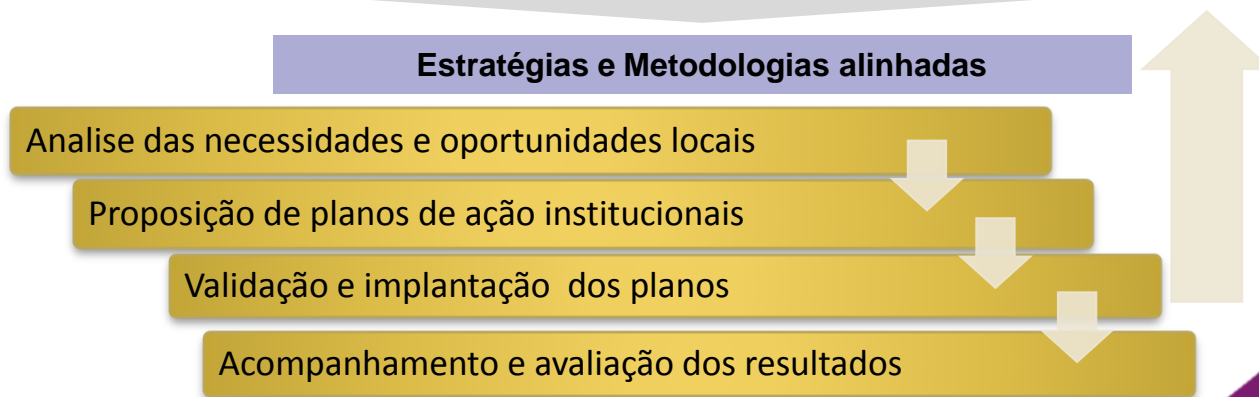 Estratégias e Metodologias alinhadas
Analise das necessidades e oportunidades locais
Proposição de planos de ação institucionais
Validação e implantação  dos planos
Acompanhamento e avaliação dos resultados